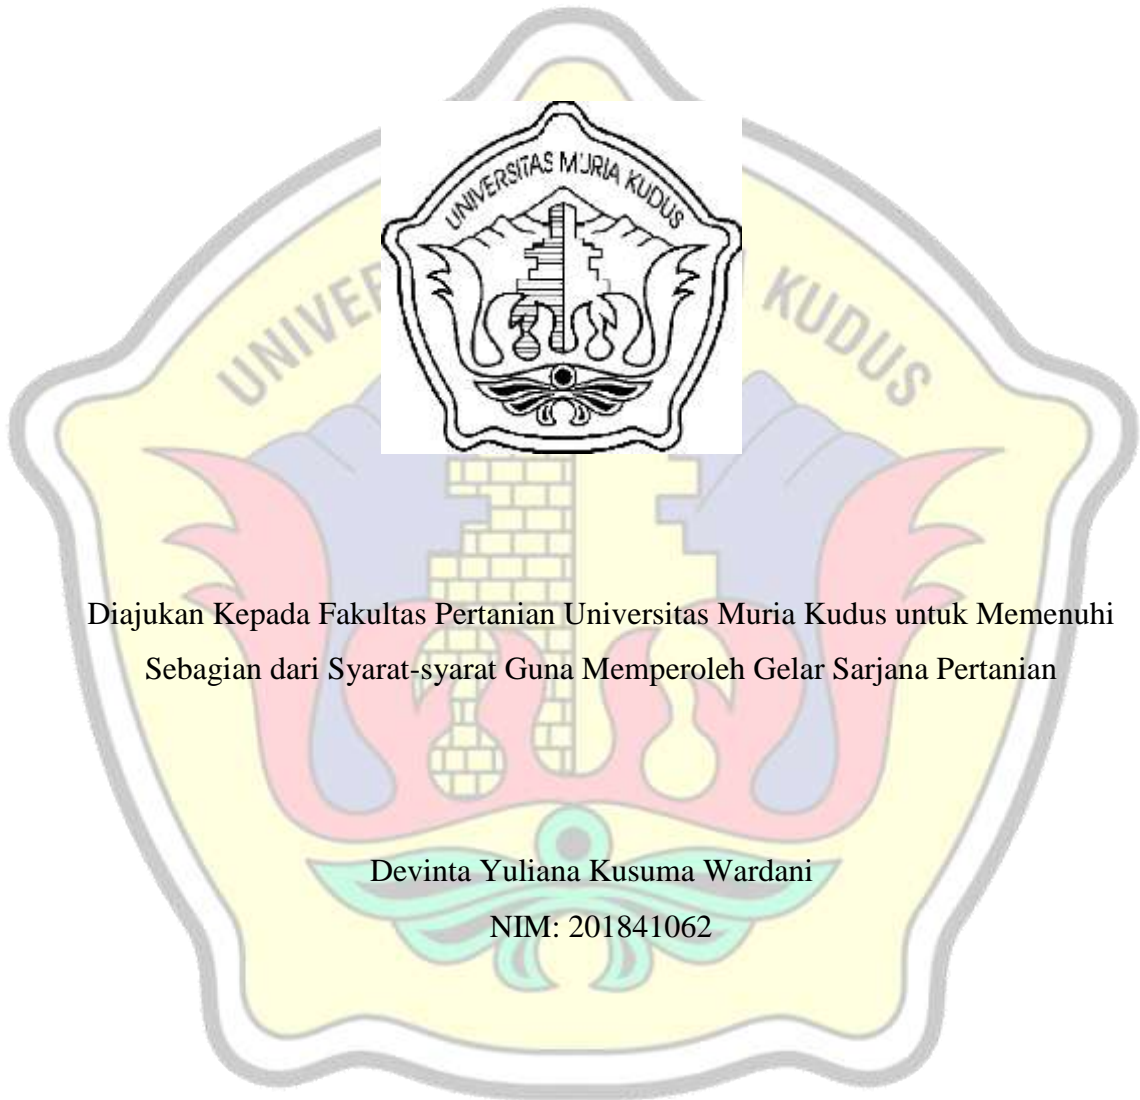 UNIVERSITAS MURIA KUDUS
KUDUS
Diajukan Kepada Fakultas Pertanian Universitas Muria Kudus untuk Memenuhi
Sebagian dari Syarat-syarat Guna Memperoleh Gelar Sarjana Pertanian
Devinta Yuliana Kusuma Wardani
NIM: 201841062